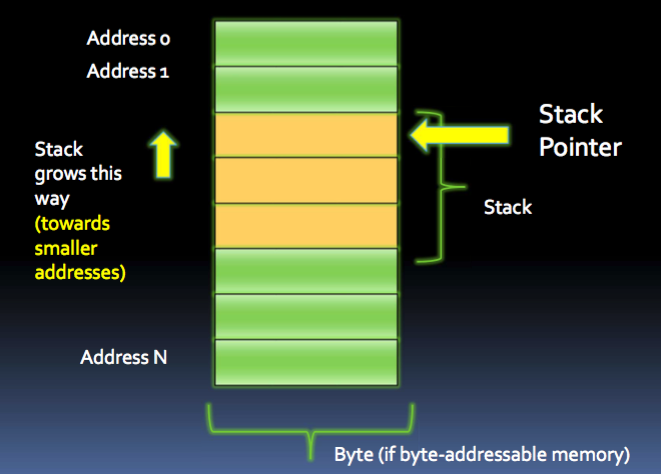 Address 0
Address 1
Stack
Pointer
Stack
grows this
way
(towards
smaller
addresses)
Stack
Address N
Byte (if byte-addressable memory)